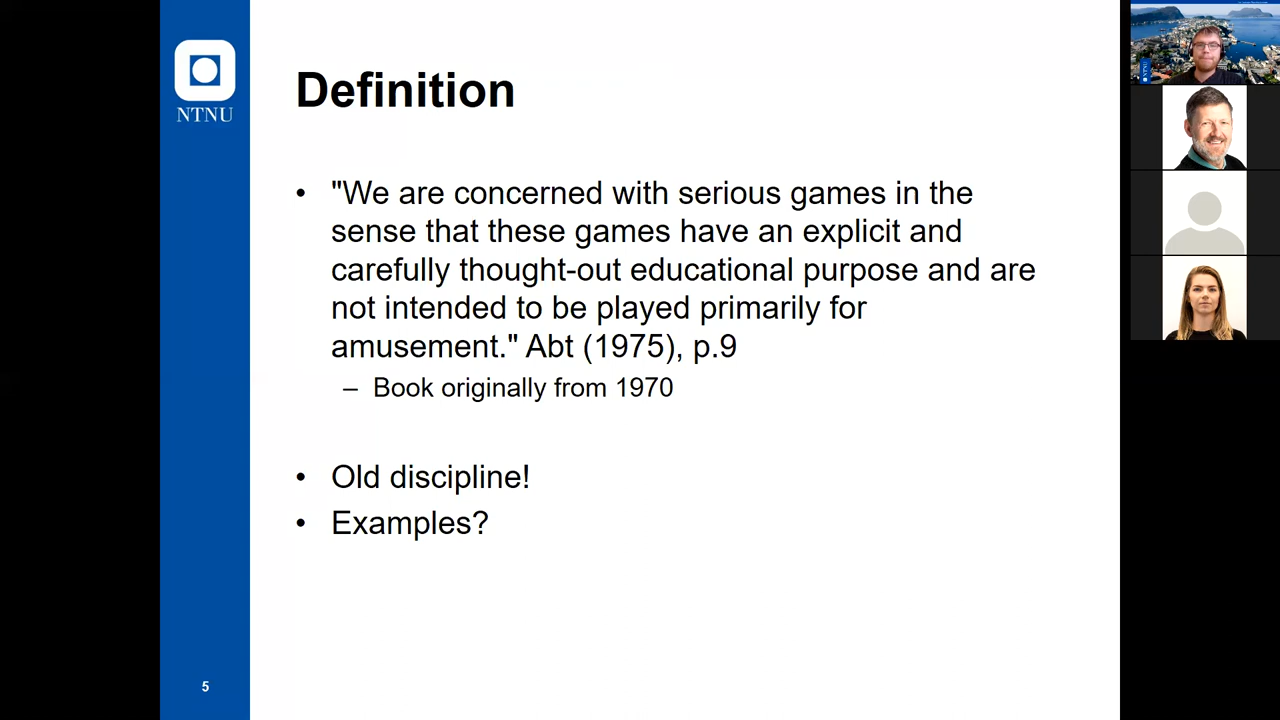 Definition
NTNU
• "We are concerned with serious games in the
sense that these games have an explicit and
carefully thought-out educational purpose and are
not intended to be played primarily for
amusement." Abt (1975), p.9
– Book originally from 1970
• Old discipline!
• Examples?
5
NTNU